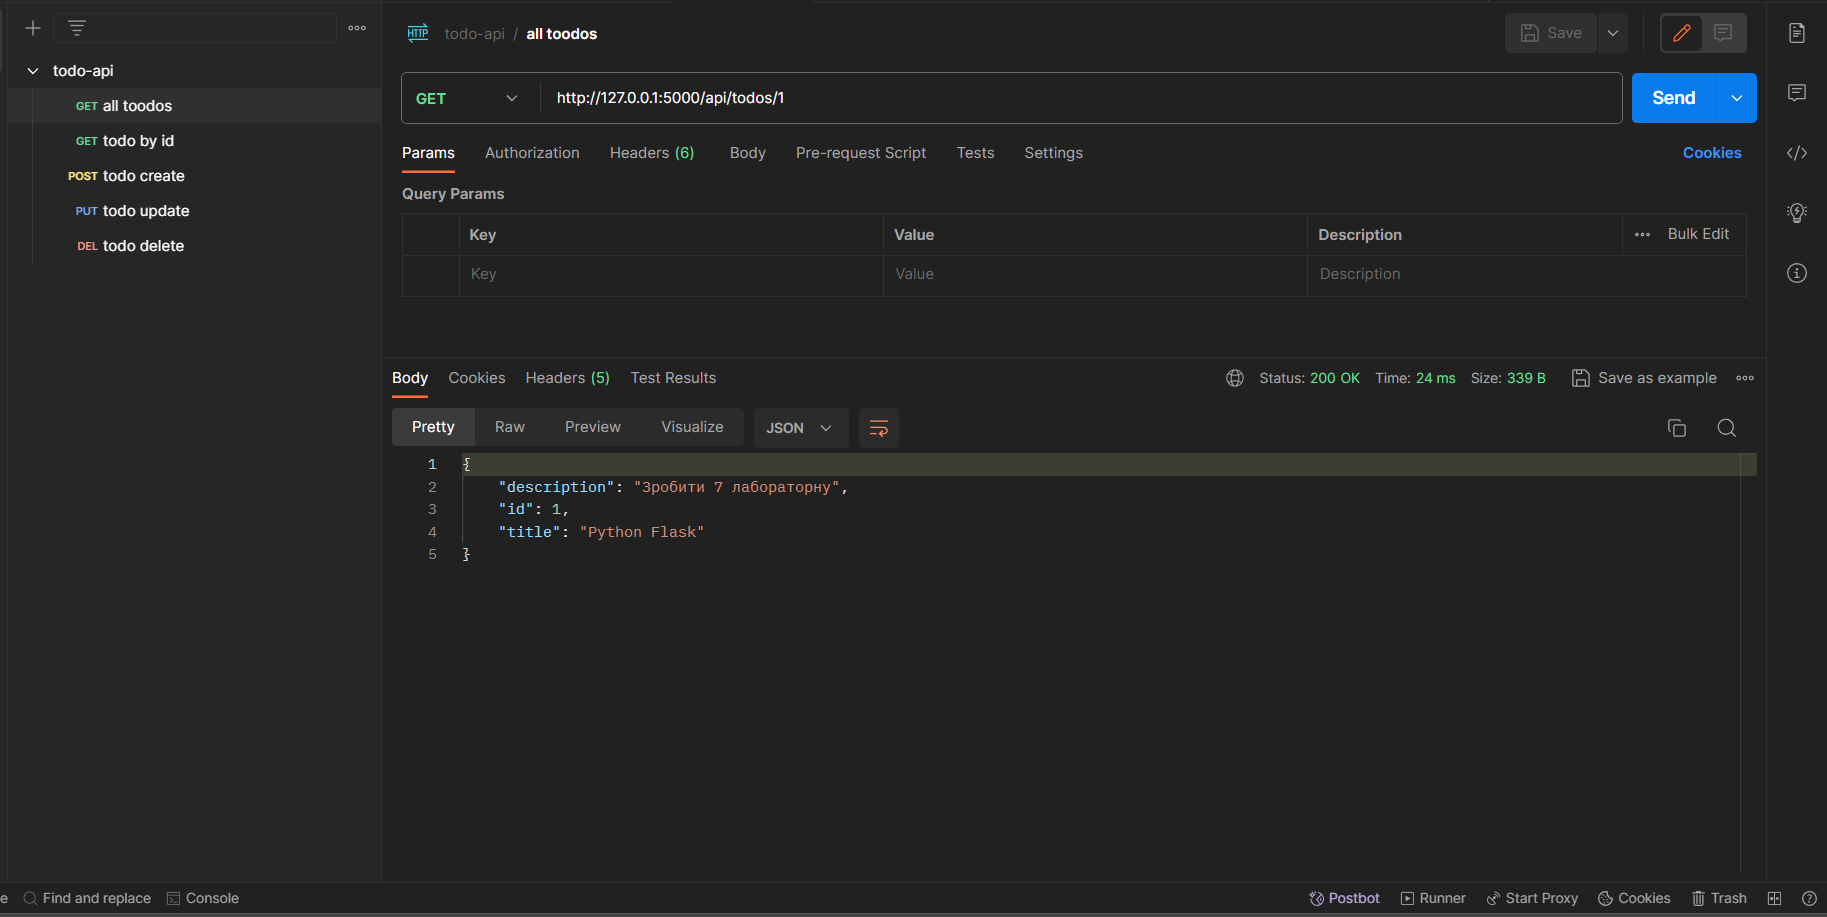 todo-api
GET all toodos
GET todo by id
POST todo create
PUT todo update
DEL todo delete
HTTP todo-api / all toodos
Save
GET http://127.0.0.1:5000/api/todos/1
Send
Params Authorization Headers (6) Body Pre-request Script Tests Settings Cookies
Query Params
Key Value Description Bulk Edit
Key Value Description
Body Cookies Headers (5) Test Results Status: 200 OK Time: 24 ms Size: 339 B Save as example
Pretty Raw Preview Visualize JSON
1 {
2 "description": "Зробити 7 лабораторну",
3 "id": 1,
4 "title": "Python Flask"
5 }
e Find and replace Console Postbot Runner Start Proxy Cookies Trash